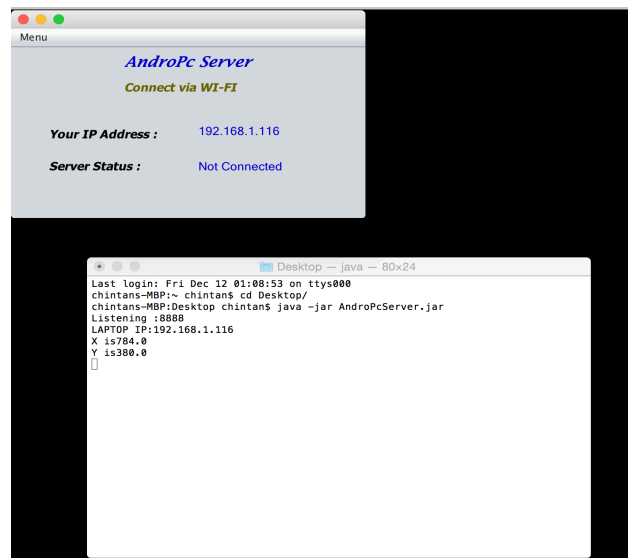 Menu
AndroPc Server
Connect via WI-FI
Your IP Address : 192.168.1.116
Server Status : Not Connected
Desktop — java — 80×24
Last login: Fri Dec 12 01:08:53 on ttys000
chintans-MBP:~ chintan$ cd Desktop/
chintans-MBP:Desktop chintan$ java -jar AndroPcServer.jar
Listening :8888
LAPTOP IP:192.168.1.116
X is784.0
Y is380.0